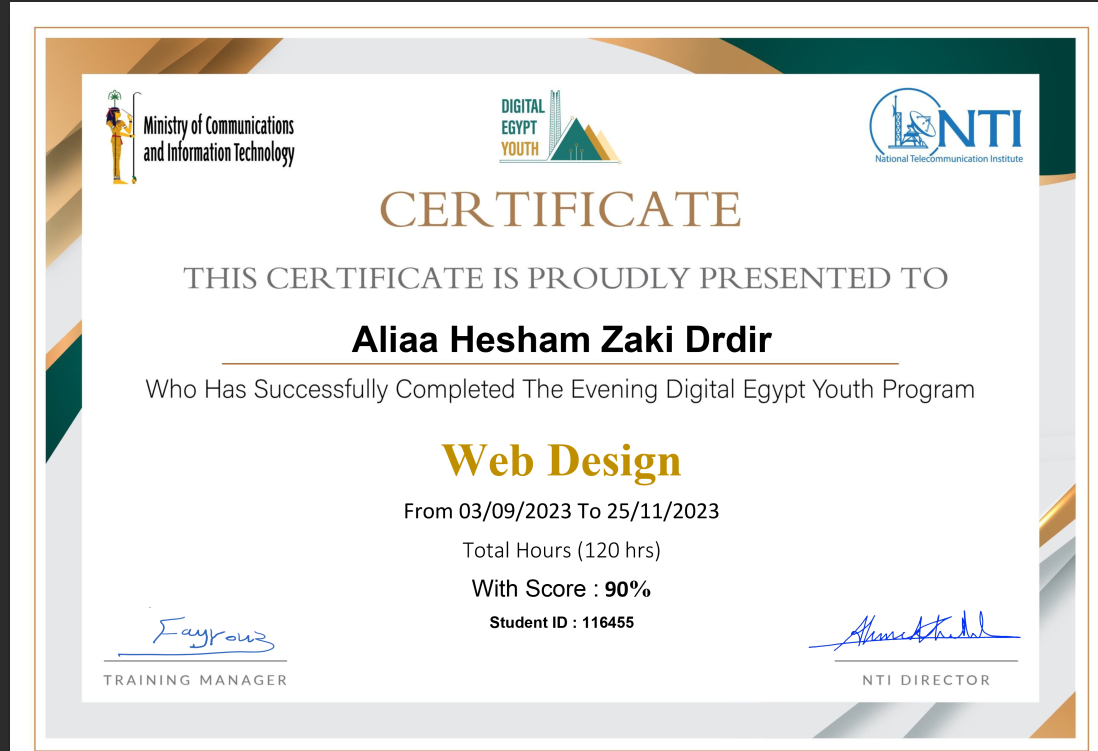 Ministry of Communications
and Information Technology
DIGITAL
EGYPT
YOUTH
NTI
National Telecommunication Institute
CERTIFICATE
THIS CERTIFICATE IS PROUDLY PRESENTED TO
Aliaa Hesham Zaki Drdir
Who Has Successfully Completed The Evening Digital Egypt Youth Program
Web Design
From 03/09/2023 To 25/11/2023
Total Hours (120 hrs)
With Score : 90%
Student ID : 116455
Fayrouz
TRAINING MANAGER
NTI DIRECTOR